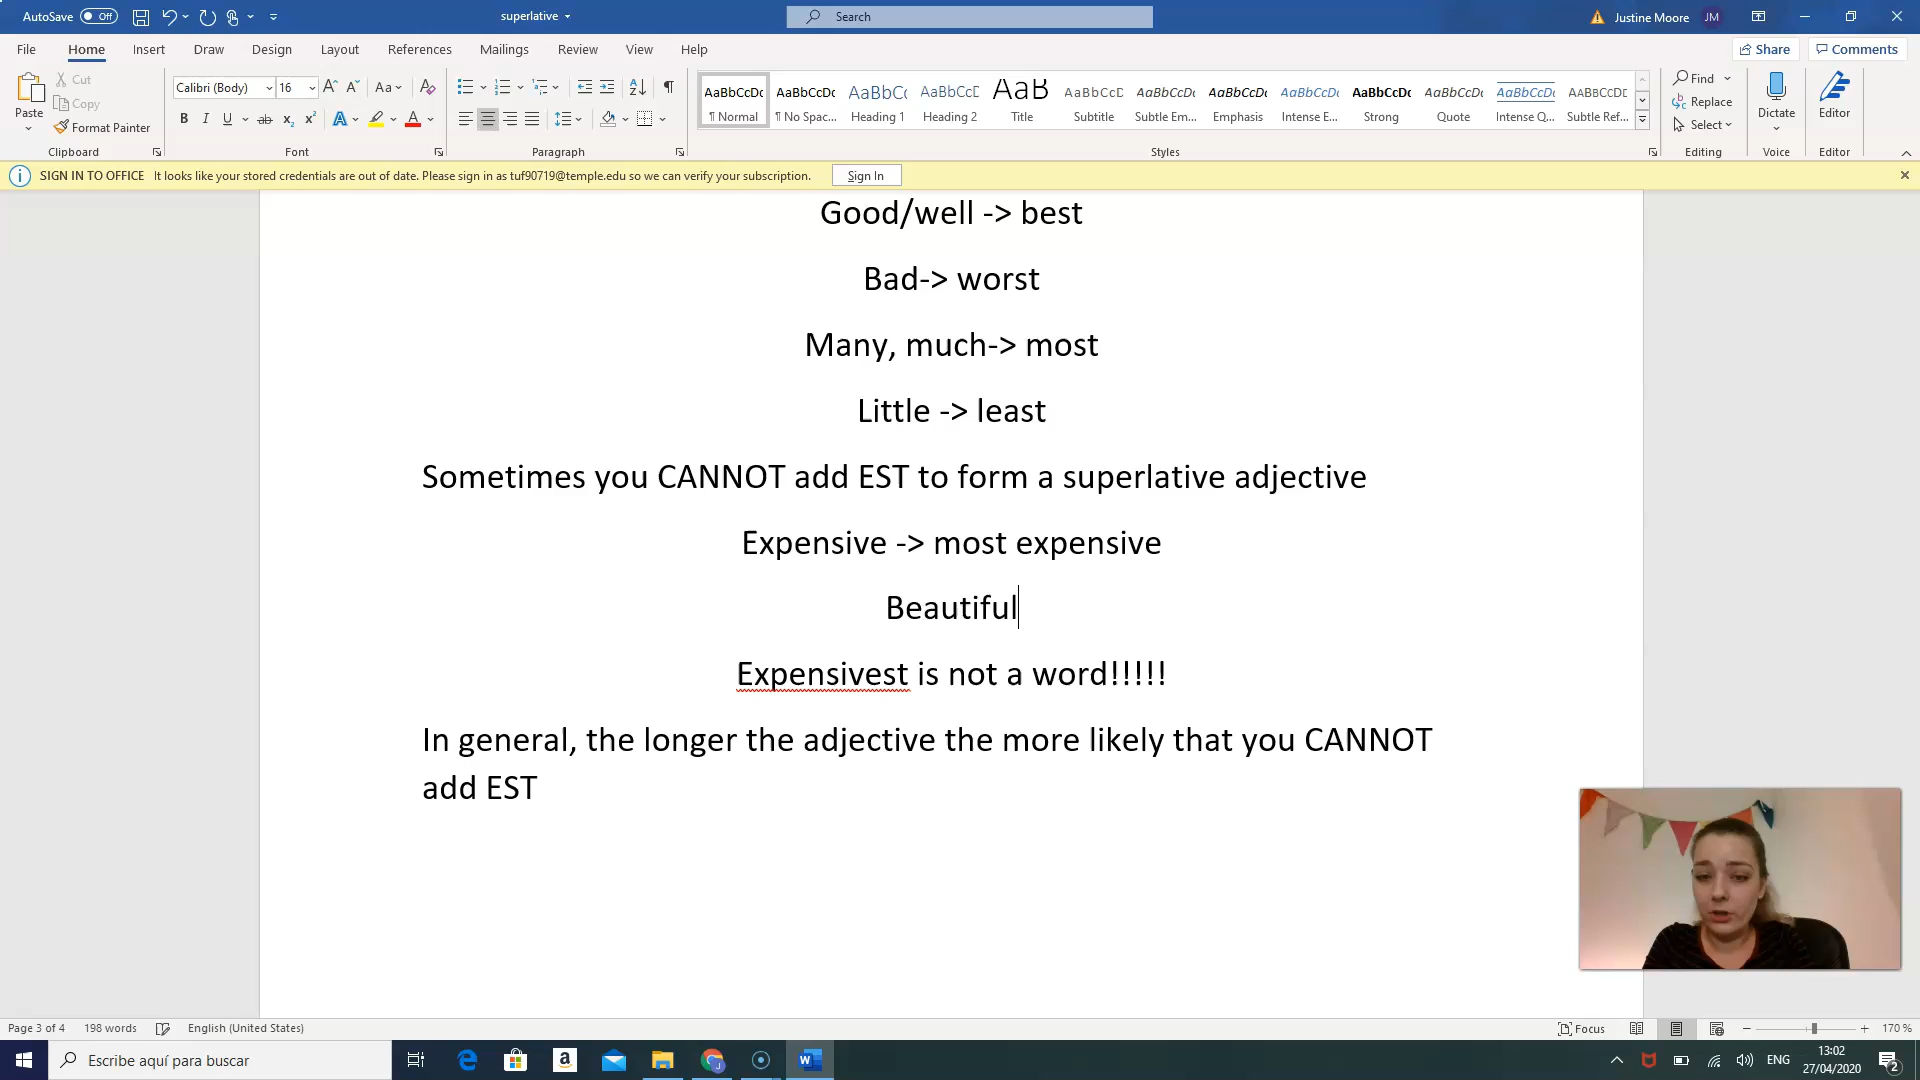 AutoSave Off superlative Search Justine Moore JM
File Home Insert Draw Design Layout References Mailings Review View Help Share Comments
Paste Cut Copy Format Painter
Calibri (Body) 16 Aa
B I U ab x₂ x² A A
AaBbCcDc AaBbCcDc AaBbCc AaBbCcD AaB AaBbCcD AaBbCcDc AaBbCcDc AaBbCcDc AaBbCcDc AaBbCcDc AaBbCcDc AaBbCcDc
¶ Normal ¶ No Spac... Heading 1 Heading 2 Title Subtitle Subtle Em... Emphasis Intense E... Strong Quote Intense Q... Subtle Ref...
Find Replace Select Dictate Editor
Clipboard Font Paragraph Styles Editing Voice Editor
SIGN IN TO OFFICE It looks like your stored credentials are out of date. Please sign in as tuf90719@temple.edu so we can verify your subscription. Sign In
Good/well -> best
Bad-> worst
Many, much-> most
Little -> least
Sometimes you CANNOT add EST to form a superlative adjective
Expensive -> most expensive
Beautiful
Expensivest is not a word!!!!!
In general, the longer the adjective the more likely that you CANNOT
add EST
Page 3 of 4 198 words English (United States) Focus 170 %
Escribe aquí para buscar ENG 13:02
27/04/2020 2